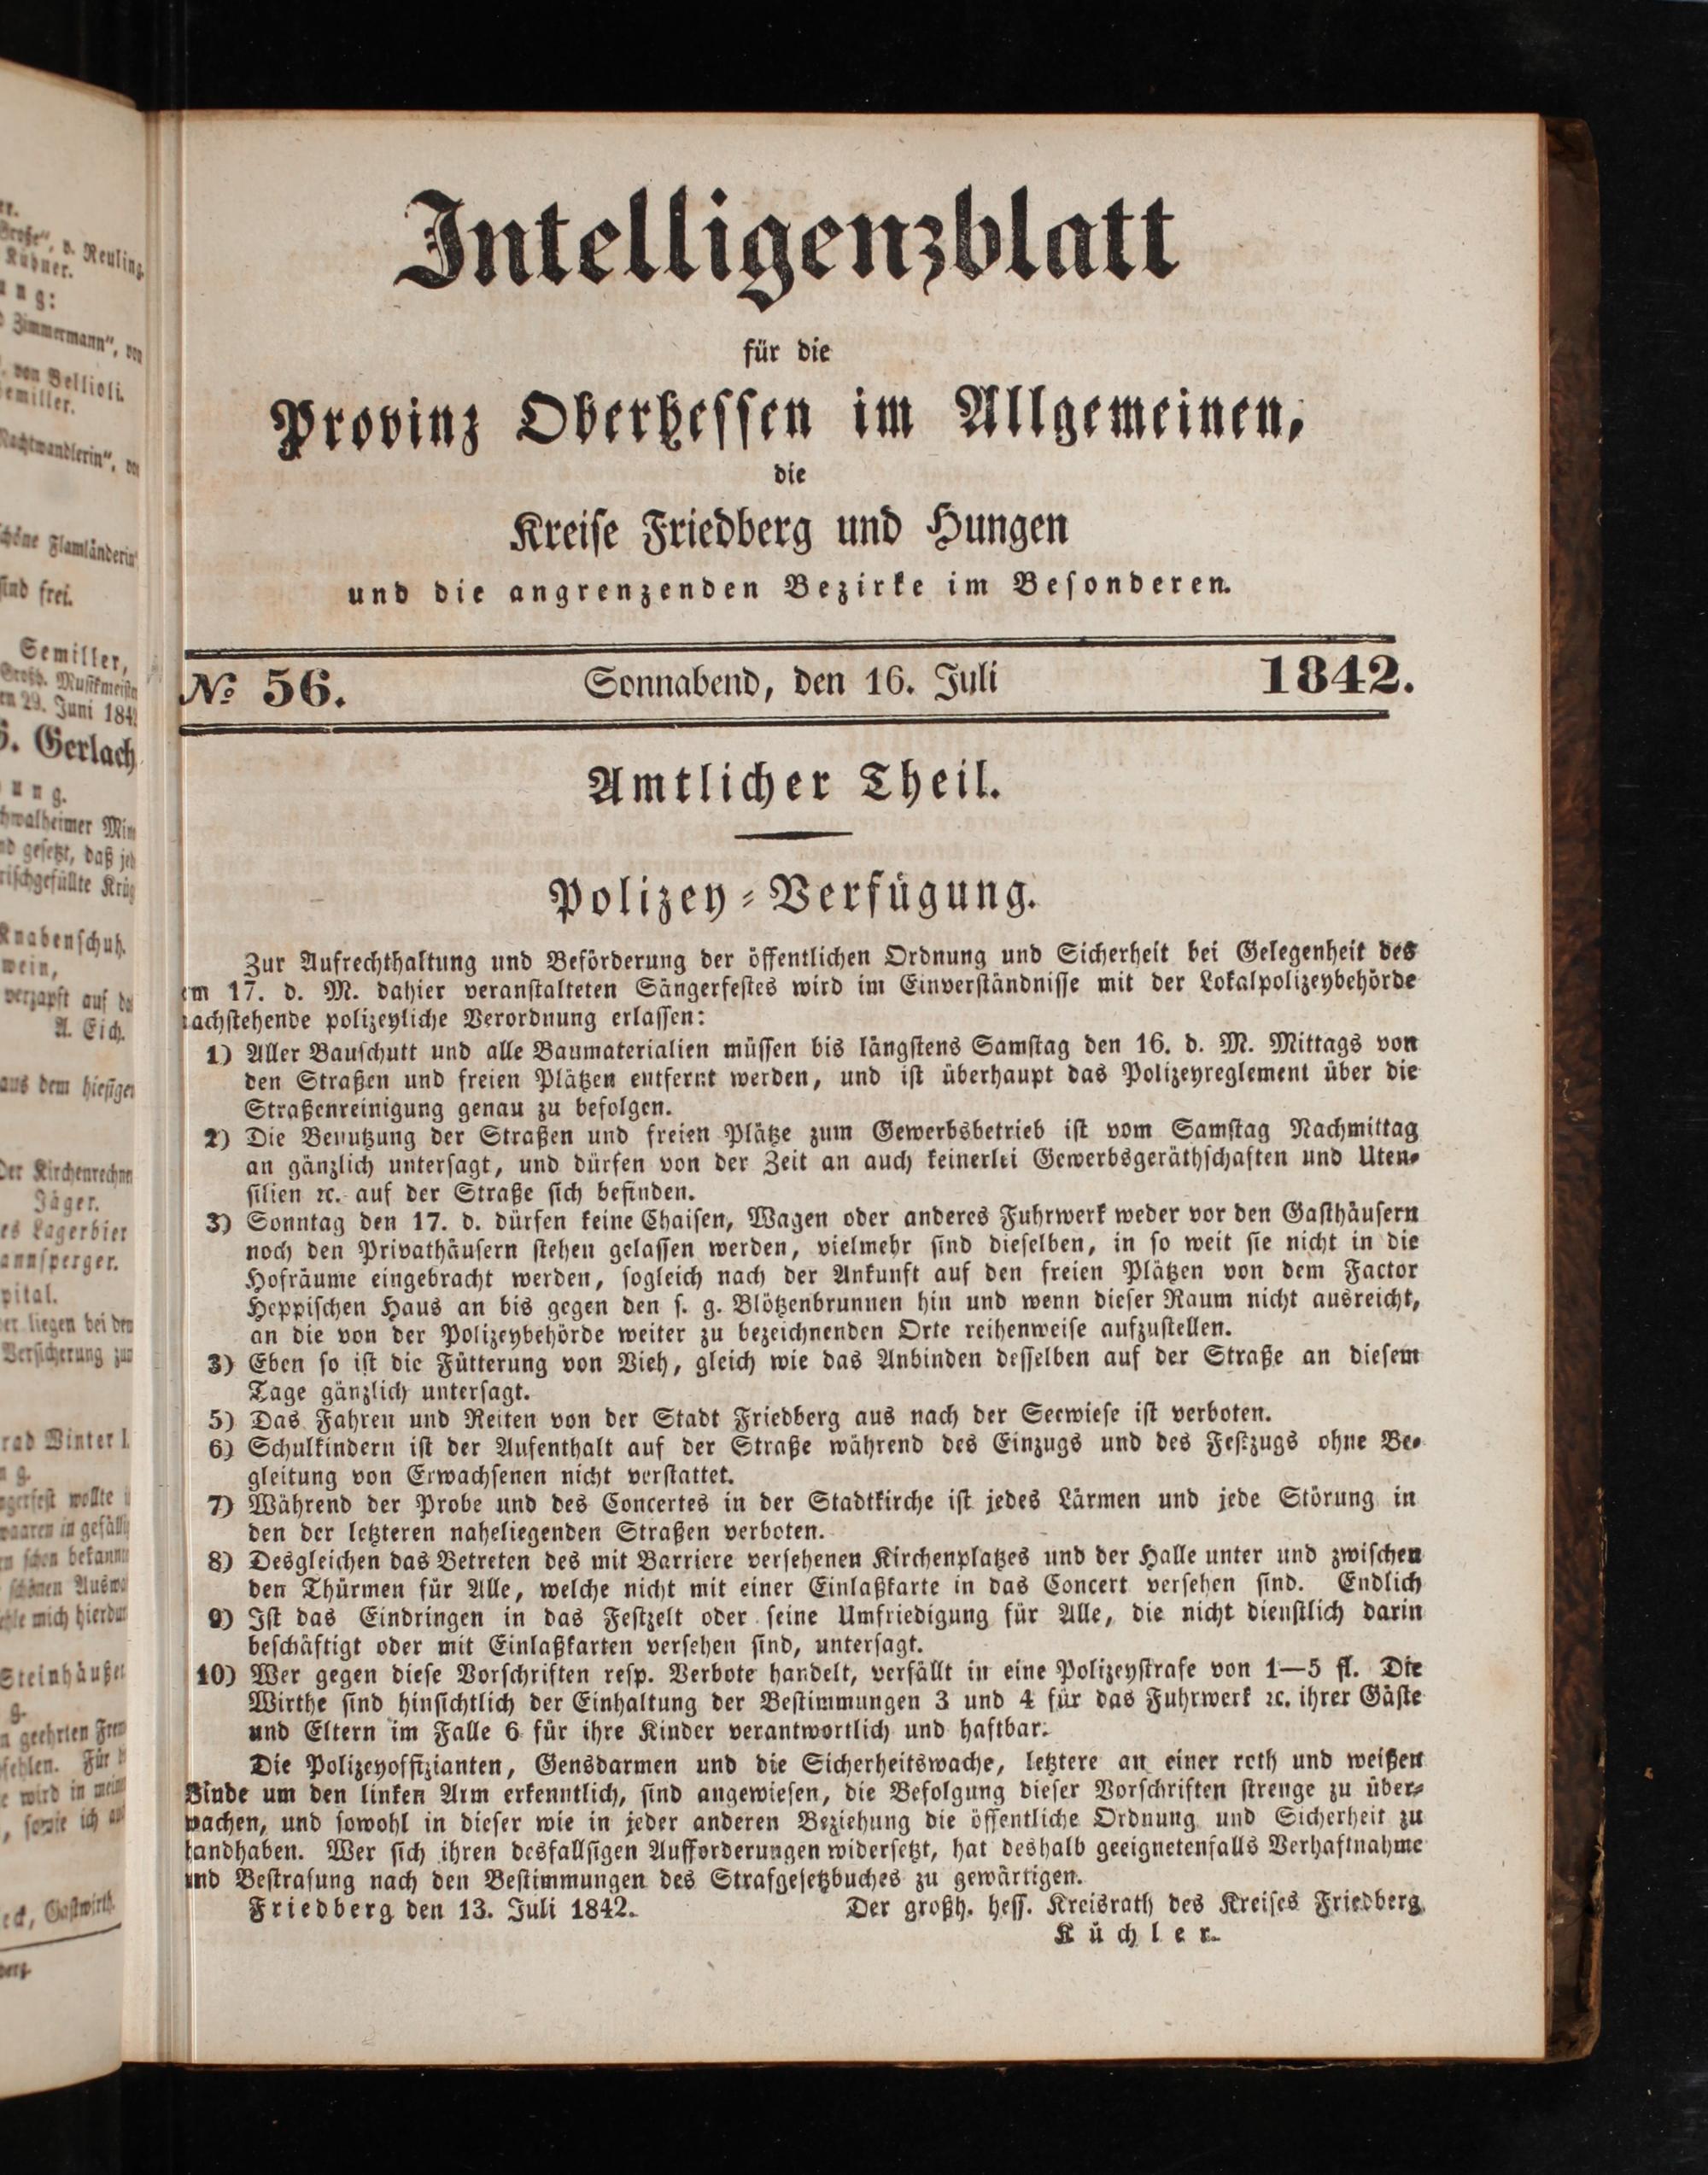 Intelligenzblatt
für die
Provinz Oberhessen im Allgemeinen,
die
Kreise Friedberg und Hungen
und die angrenzenden Bezirke im Besonderen.
№ 56. Sonnabend, den 16. Juli 1842.
Amtlicher Theil.
Polizey-Verfügung.
Zur Aufrechthaltung und Beförderung der öffentlichen Ordnung und Sicherheit bei Gelegenheit des
am 17. d. M. dahier veranstalteten Sängerfestes wird im Einverständnisse mit der Lokalpolizeybehörde
nachstehende polizeyliche Verordnung erlassen:
1) Aller Bauschutt und alle Baumaterialien müssen bis längstens Samstag den 16. d. M. Mittags von
den Straßen und freien Plätzen entfernt werden, und ist überhaupt das Polizeyreglement über die
Straßenreinigung genau zu befolgen.
2) Die Benutzung der Straßen und freien Plätze zum Gewerbsbetrieb ist vom Samstag Nachmittag
an gänzlich untersagt, und dürfen von der Zeit an auch keinerlei Gewerbsgeräthschaften und Uten-
silien ꝛc. auf der Straße sich befinden.
3) Sonntag den 17. d. dürfen keine Chaisen, Wagen oder anderes Fuhrwerk weder vor den Gasthäusern
noch den Privathäusern stehen gelassen werden, vielmehr sind dieselben, in so weit sie nicht in die
Hofräume eingebracht werden, sogleich nach der Ankunft auf den freien Plätzen von dem Factor
Heppischen Haus an bis gegen den s. g. Blötzenbrunnen hin und wenn dieser Raum nicht ausreicht,
an die von der Polizeybehörde weiter zu bezeichnenden Orte reihenweise aufzustellen.
3) Eben so ist die Fütterung von Vieh, gleich wie das Anbinden desselben auf der Straße an diesem
Tage gänzlich untersagt.
5) Das Fahren und Reiten von der Stadt Friedberg aus nach der Seewiese ist verboten.
6) Schulkindern ist der Aufenthalt auf der Straße während des Einzugs und des Festzugs ohne Be-
gleitung von Erwachsenen nicht verstattet.
7) Während der Probe und des Concertes in der Stadtkirche ist jedes Lärmen und jede Störung in
den der letzteren naheliegenden Straßen verboten.
8) Desgleichen das Betreten des mit Barriere versehenen Kirchenplatzes und der Halle unter und zwischen
den Thürmen für Alle, welche nicht mit einer Einlaßkarte in das Concert versehen sind. Endlich
9) Ist das Eindringen in das Festzelt oder seine Umfriedigung für Alle, die nicht dienstlich darin
beschäftigt oder mit Einlaßkarten versehen sind, untersagt.
10) Wer gegen diese Vorschriften resp. Verbote handelt, verfällt in eine Polizeystrafe von 1—5 fl. Die
Wirthe sind hinsichtlich der Einhaltung der Bestimmungen 3 und 4 für das Fuhrwerk ꝛc. ihrer Gäste
und Eltern im Falle 6 für ihre Kinder verantwortlich und haftbar.
Die Polizeyoffizianten, Gensdarmen und die Sicherheitswache, letztere an einer roth und weißen
Binde um den linken Arm erkenntlich, sind angewiesen, die Befolgung dieser Vorschriften strenge zu über-
wachen, und sowohl in dieser wie in jeder anderen Beziehung die öffentliche Ordnung und Sicherheit zu
handhaben. Wer sich ihren desfallsigen Aufforderungen widersetzt, hat deshalb geeignetenfalls Verhaftnahme
und Bestrafung nach den Bestimmungen des Strafgesetzbuches zu gewärtigen.
Friedberg den 13. Juli 1842. Der großh. hess. Kreisrath des Kreises Friedberg.
Küchler.